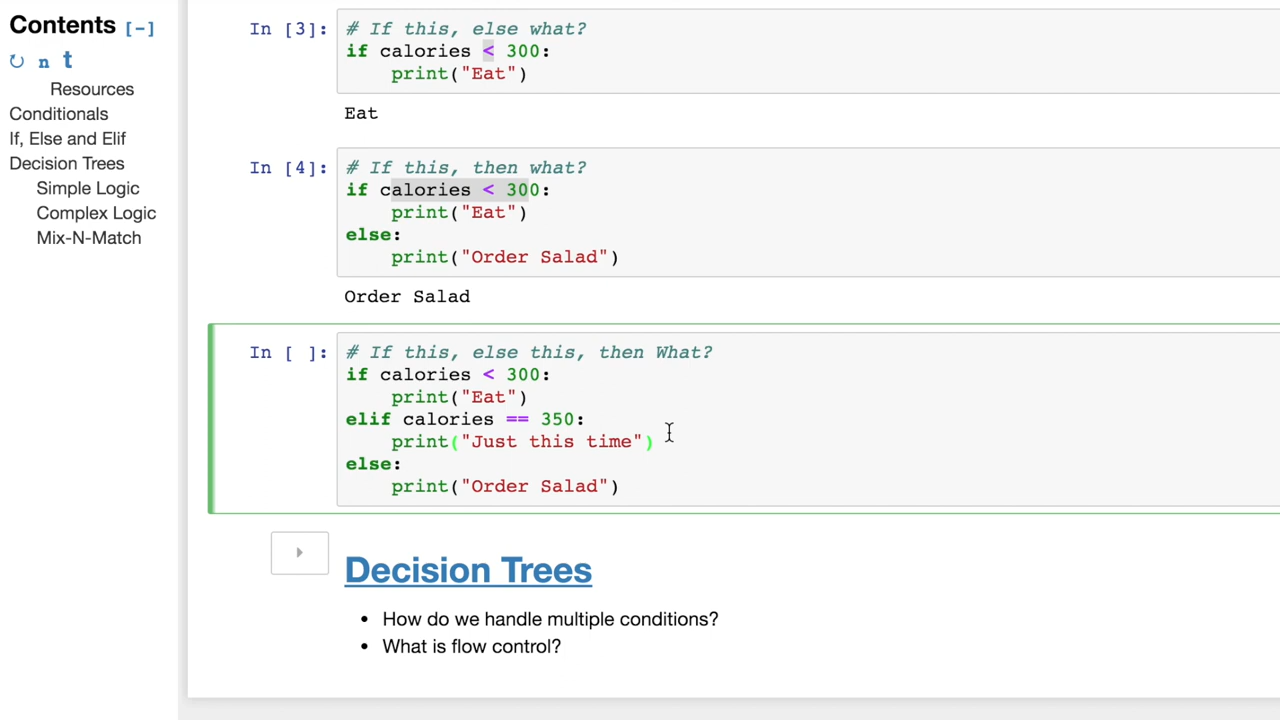 Contents [-]
n t
Resources
Conditionals
If, Else and Elif
Decision Trees
Simple Logic
Complex Logic
Mix-N-Match
In [3]:
# If this, else what?
if calories < 300:
    print("Eat")
Eat
In [4]:
# If this, then what?
if calories < 300:
    print("Eat")
else:
    print("Order Salad")
Order Salad
In [ ]:
# If this, else this, then What?
if calories < 300:
    print("Eat")
elif calories == 350:
    print("Just this time")
else:
    print("Order Salad")
Decision Trees
• How do we handle multiple conditions?
• What is flow control?